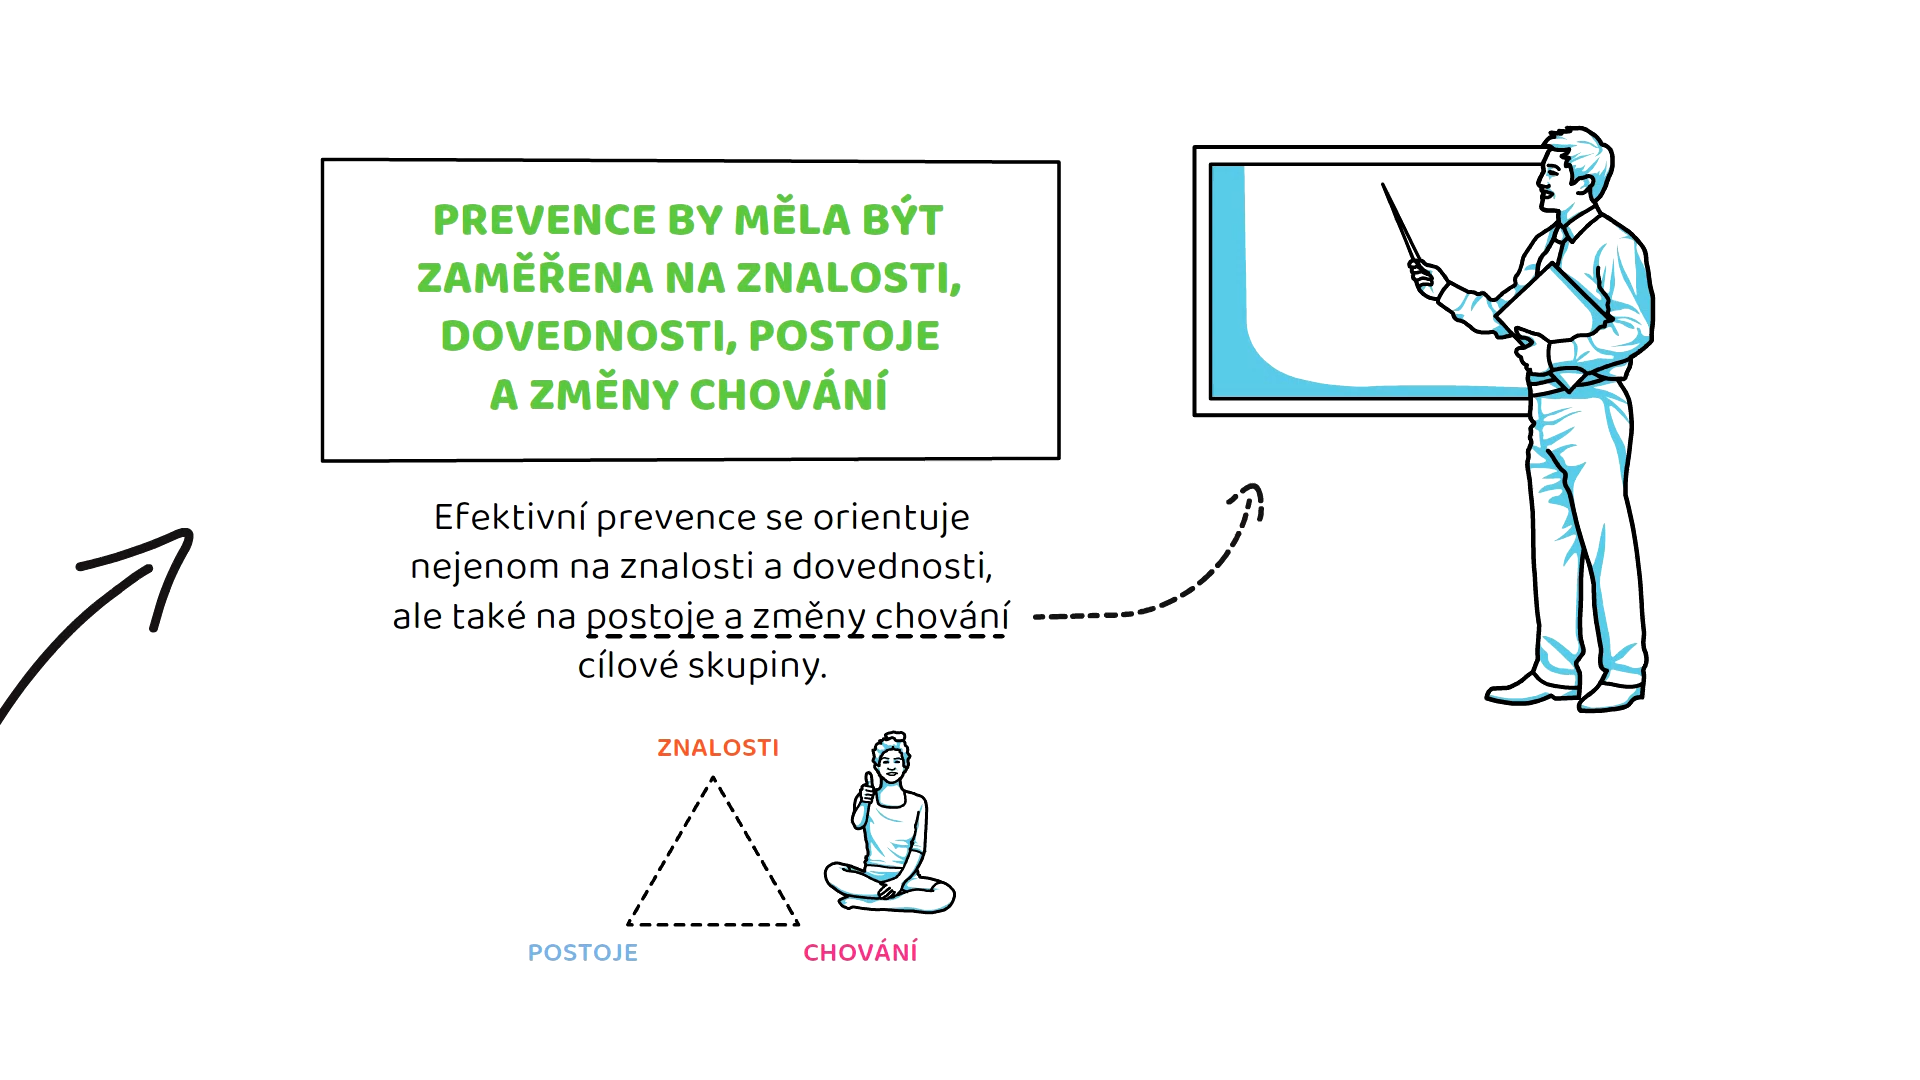 PREVENCE BY MĚLA BÝT
ZAMĚŘENA NA ZNALOSTI,
DOVEDNOSTI, POSTOJE
A ZMĚNY CHOVÁNÍ
Efektivní prevence se orientuje
nejenom na znalosti a dovednosti,
ale také na postoje a změny chování
cílové skupiny.
ZNALOSTI
POSTOJE
CHOVÁNÍ